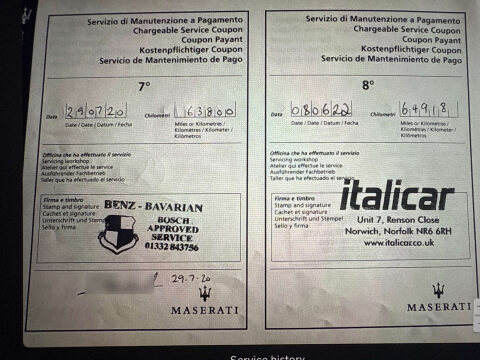 Servizio di Manutenzione a Pagamento
Chargeable Service Coupon
Coupon Payant
Kostenpflichtiger Coupon
Servicio de Mantenimiento de Pago
7°
Data 290720 Chilometri 63800
Date / Date / Datum / Fecha
Miles or Kilometres /
Kilomètres / Kilometer /
Kilómetros
Officina che ha effettuato il servizio
Servicing workshop
Atelier qui effectue le service
Ausführender Fachbetrieb
Taller que ha efectuado el servicio
Firma e timbro
Stamp and signature
Cachet et signature
Unterschrift und Stempel
Sello y firma
BENZ - BAVARIAN
BOSCH
APPROVED
SERVICE
01332 843756
29-7-20
MASERATI
Servizio di Manutenzione a Pagamento
Chargeable Service Coupon
Coupon Payant
Kostenpflichtiger Coupon
Servicio de Mantenimiento de Pago
8°
Data 080622 Chilometri 64918
Date / Date / Datum / Fecha
Miles or Kilometres /
Kilomètres / Kilometer /
Kilómetros
Officina che ha effettuato il servizio
Servicing workshop
Atelier qui effectue le service
Ausführender Fachbetrieb
Taller que ha efectuado el servicio
Firma e timbro
Stamp and signature
Cachet et signature
Unterschrift und Stempel
Sello y firma
italicar
Unit 7, Renson Close
Norwich, Norfolk NR6 6RH
www.italicar.co.uk
MASERATI
Service history